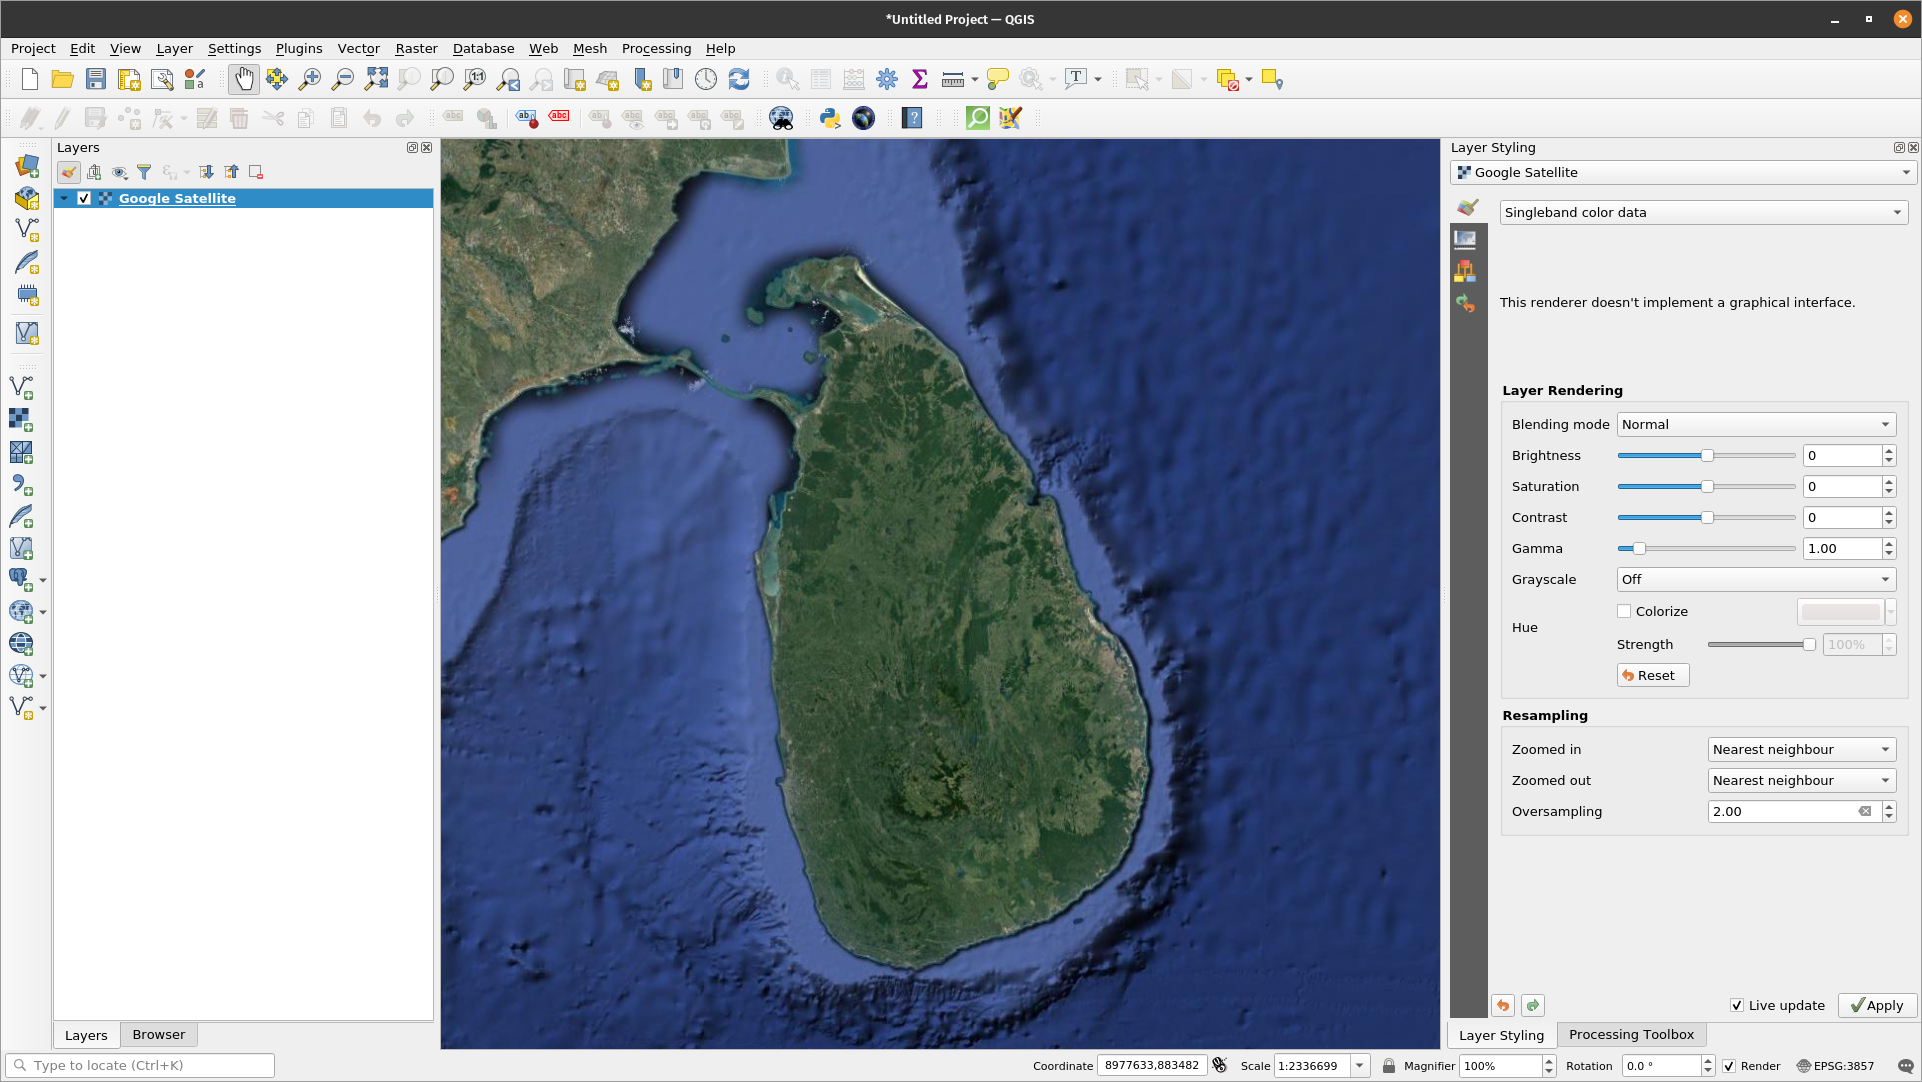 *Untitled Project — QGIS
Project Edit View Layer Settings Plugins Vector Raster Database Web Mesh Processing Help
Layers
Google Satellite
Layers Browser
Layer Styling
Google Satellite
Singleband color data
This renderer doesn't implement a graphical interface.
Layer Rendering
Blending mode Normal
Brightness 0
Saturation 0
Contrast 0
Gamma 1.00
Grayscale Off
Colorize
Hue
Strength 100%
Reset
Resampling
Zoomed in Nearest neighbour
Zoomed out Nearest neighbour
Oversampling 2.00
Live update Apply
Layer Styling Processing Toolbox
Type to locate (Ctrl+K) Coordinate 8977633,883482 Scale 1:2336699 Magnifier 100% Rotation 0.0 ° Render EPSG:3857